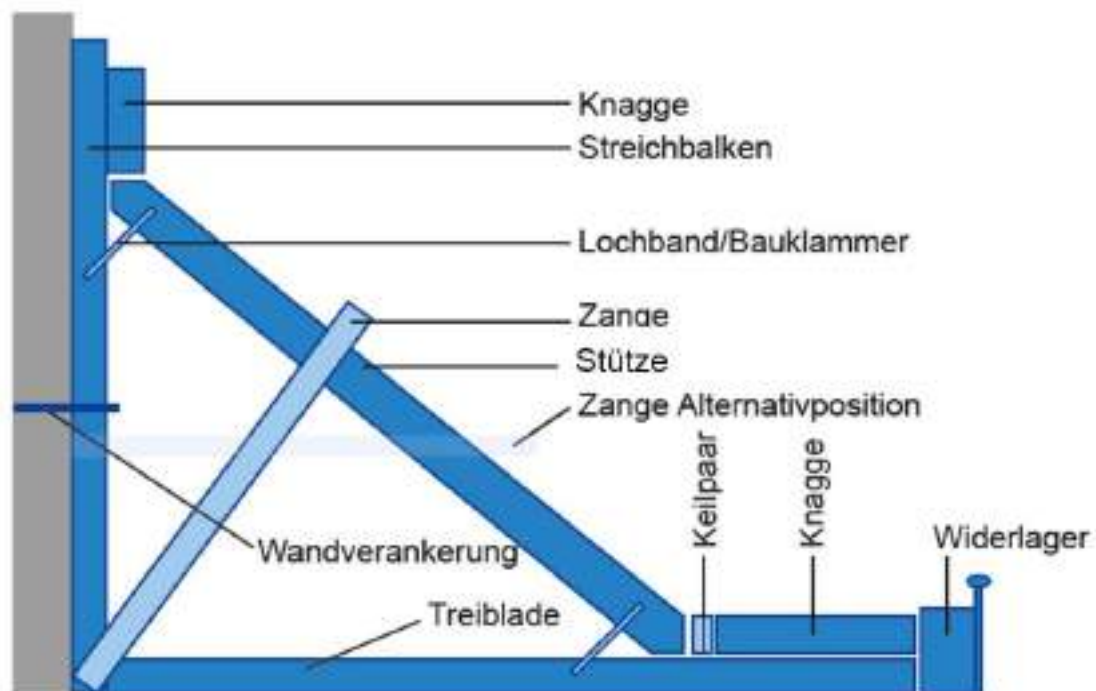 Knagge
Streichbalken
Lochband/Bauklammer
Zange
Stütze
Zange Alternativposition
Keilpaar
Knagge
Widerlager
Wandverankerung
Treiblade